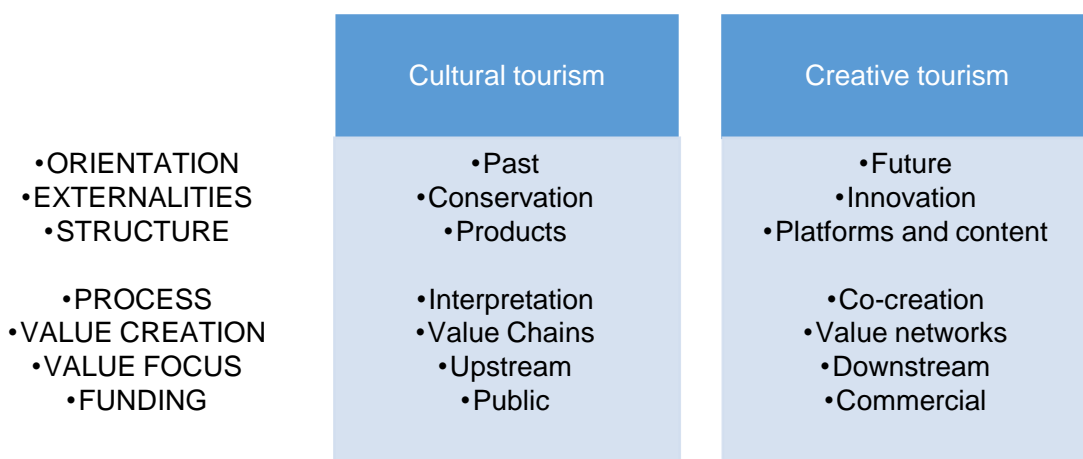 Cultural tourism
Creative tourism
•ORIENTATION
•EXTERNALITIES
•STRUCTURE
•PROCESS
•VALUE CREATION
•VALUE FOCUS
•FUNDING
•Past
•Conservation
•Products
•Interpretation
•Value Chains
•Upstream
•Public
•Future
•Innovation
•Platforms and content
•Co-creation
•Value networks
•Downstream
•Commercial